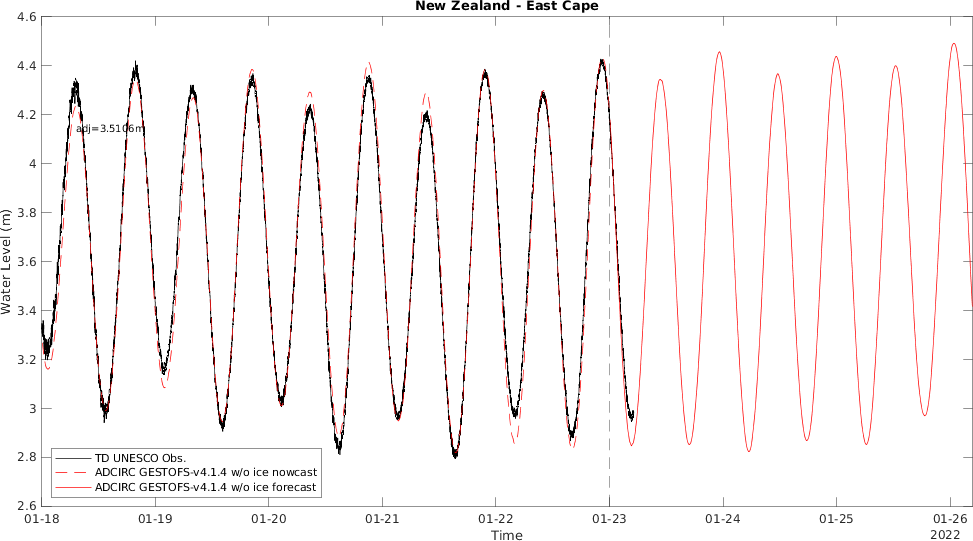 New Zealand - East Cape
4.6
4.4
4.2
4
3.8
3.6
3.4
3.2
3
2.8
2.6
Water Level (m)
adj=3.5106m
TD UNESCO Obs.
ADCIRC GESTOFS-v4.1.4 w/o ice nowcast
ADCIRC GESTOFS-v4.1.4 w/o ice forecast
01-18 01-19 01-20 01-21 01-22 01-23 01-24 01-25 01-26
Time
2022